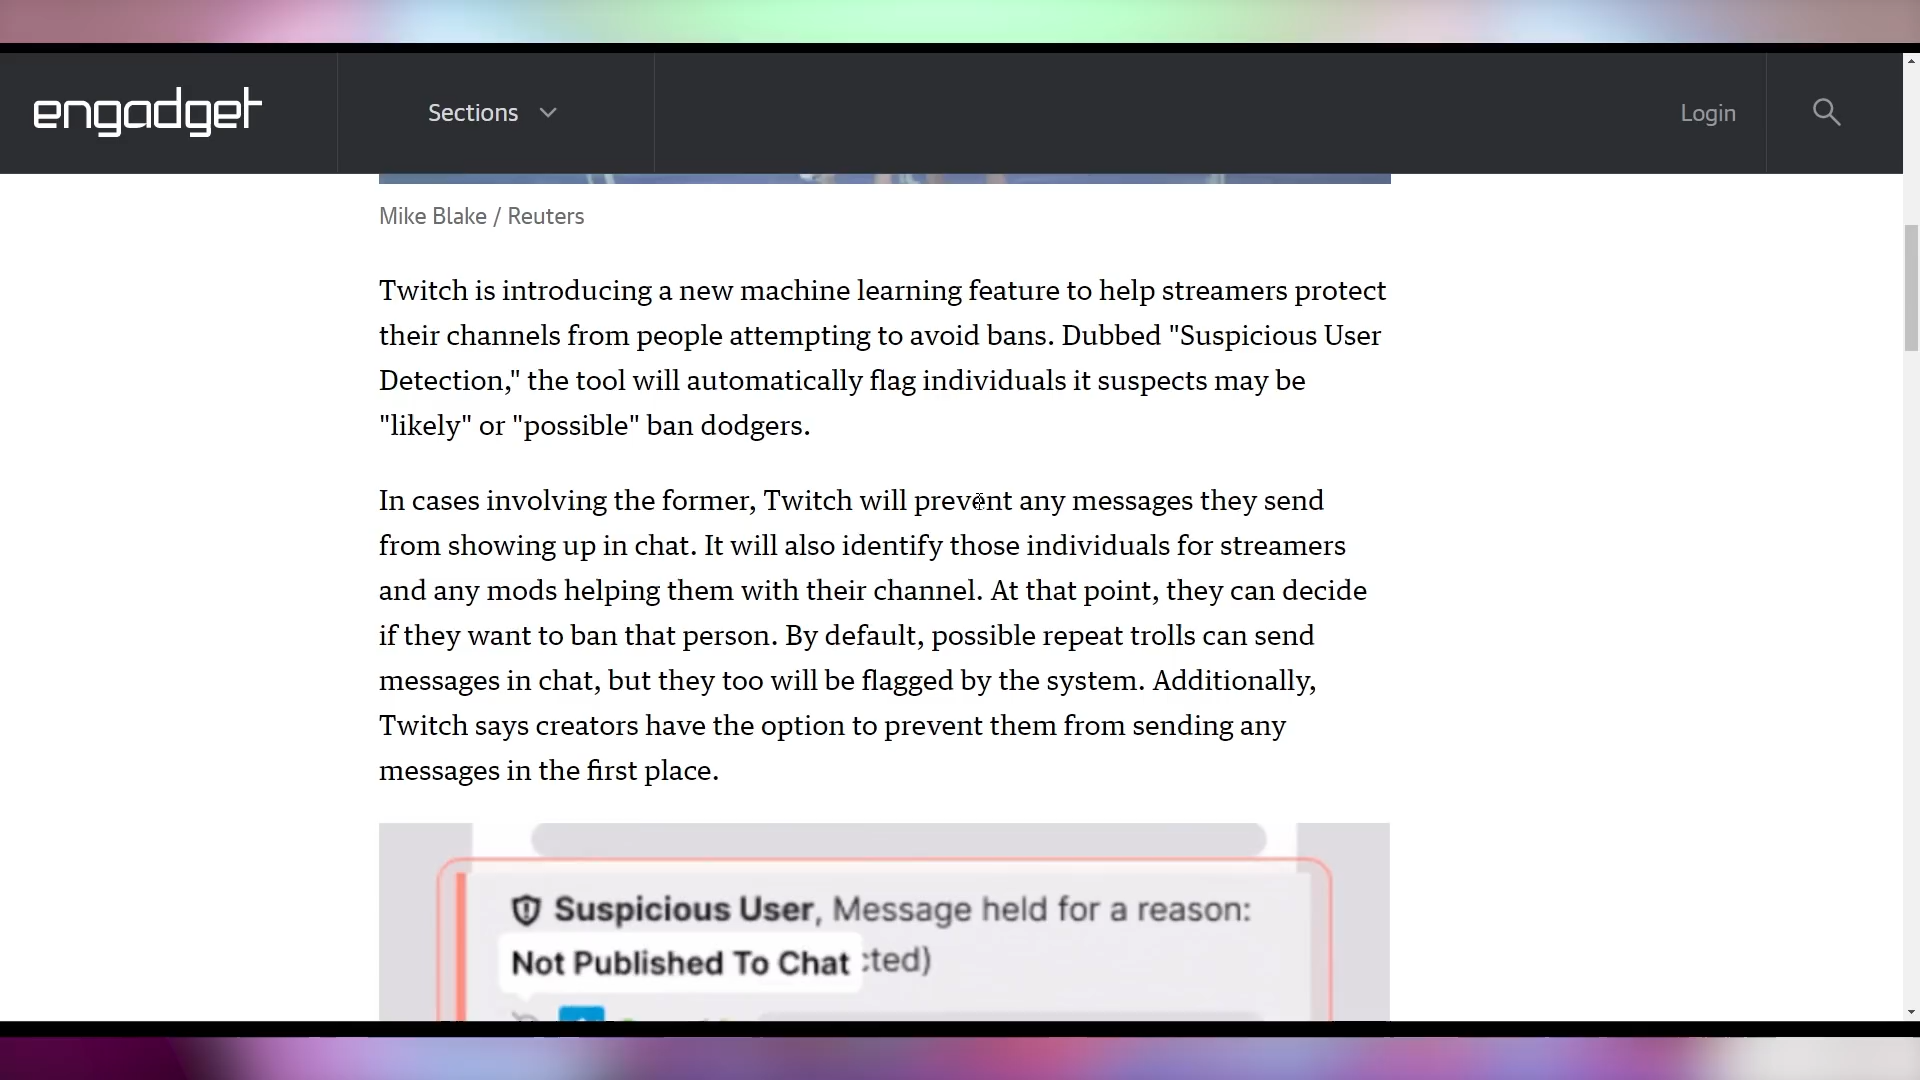 engadget
Sections
Login
Mike Blake / Reuters
Twitch is introducing a new machine learning feature to help streamers protect
their channels from people attempting to avoid bans. Dubbed "Suspicious User
Detection," the tool will automatically flag individuals it suspects may be
"likely" or "possible" ban dodgers.
In cases involving the former, Twitch will prevent any messages they send
from showing up in chat. It will also identify those individuals for streamers
and any mods helping them with their channel. At that point, they can decide
if they want to ban that person. By default, possible repeat trolls can send
messages in chat, but they too will be flagged by the system. Additionally,
Twitch says creators have the option to prevent them from sending any
messages in the first place.
Suspicious User, Message held for a reason:
Not Published To Chat cted)